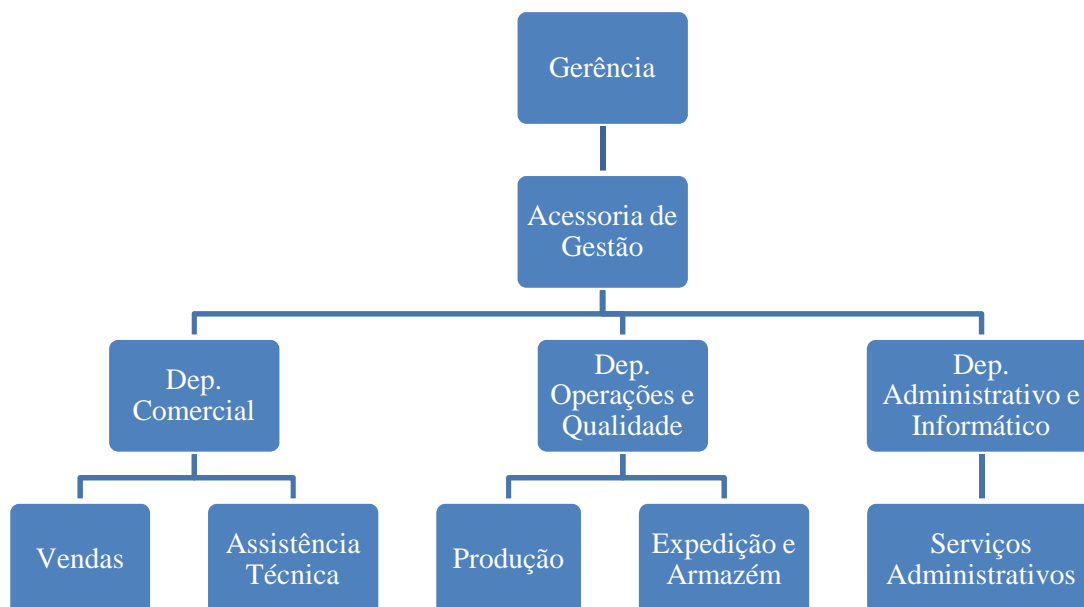 Gerência
Acessoria de
Gestão
Dep.
Comercial
Dep.
Operações e
Qualidade
Dep.
Administrativo e
Informático
Vendas
Assistência
Técnica
Produção
Expedição e
Armazém
Serviços
Administrativos